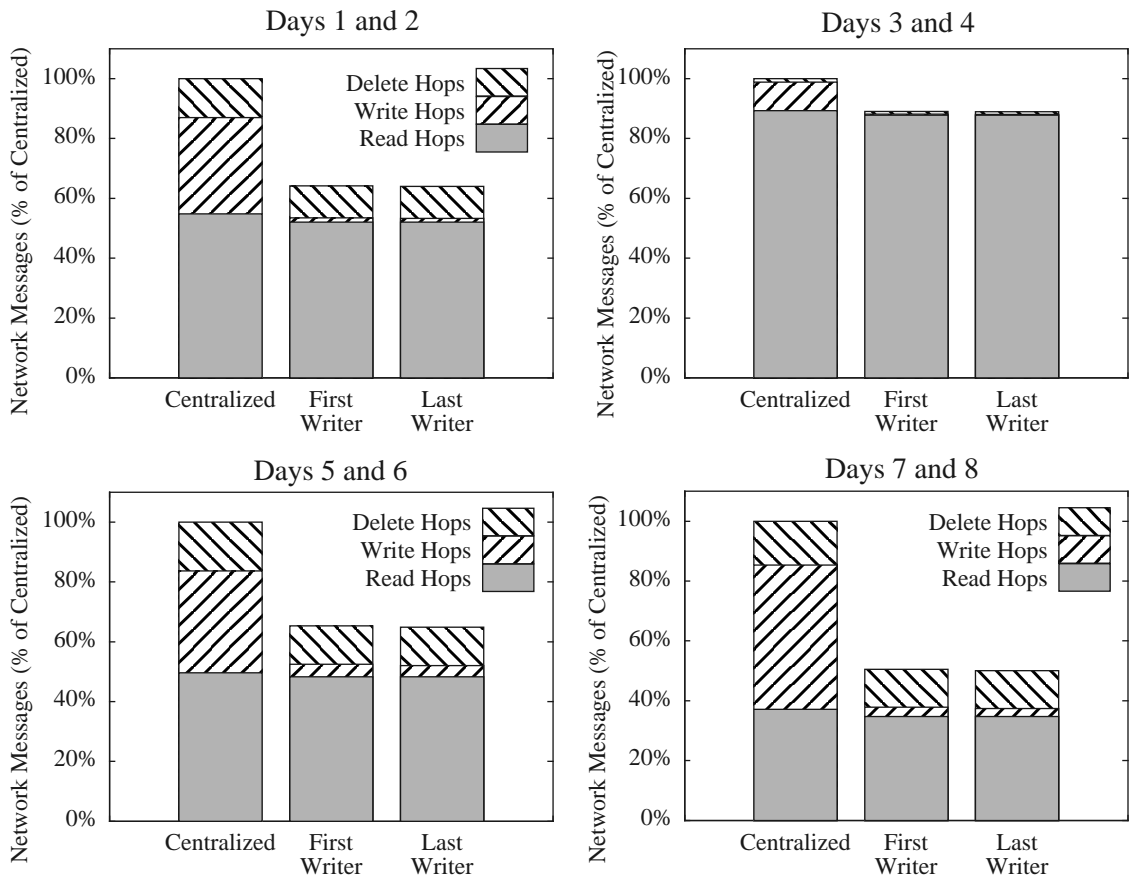 Days 1 and 2
Network Messages (% of Centralized)
100%
80%
60%
40%
20%
0%
Delete Hops
Write Hops
Read Hops
Centralized
First
Writer
Last
Writer
Days 3 and 4
Network Messages (% of Centralized)
100%
80%
60%
40%
20%
0%
Centralized
First
Writer
Last
Writer
Days 5 and 6
Network Messages (% of Centralized)
100%
80%
60%
40%
20%
0%
Delete Hops
Write Hops
Read Hops
Centralized
First
Writer
Last
Writer
Days 7 and 8
Network Messages (% of Centralized)
100%
80%
60%
40%
20%
0%
Delete Hops
Write Hops
Read Hops
Centralized
First
Writer
Last
Writer